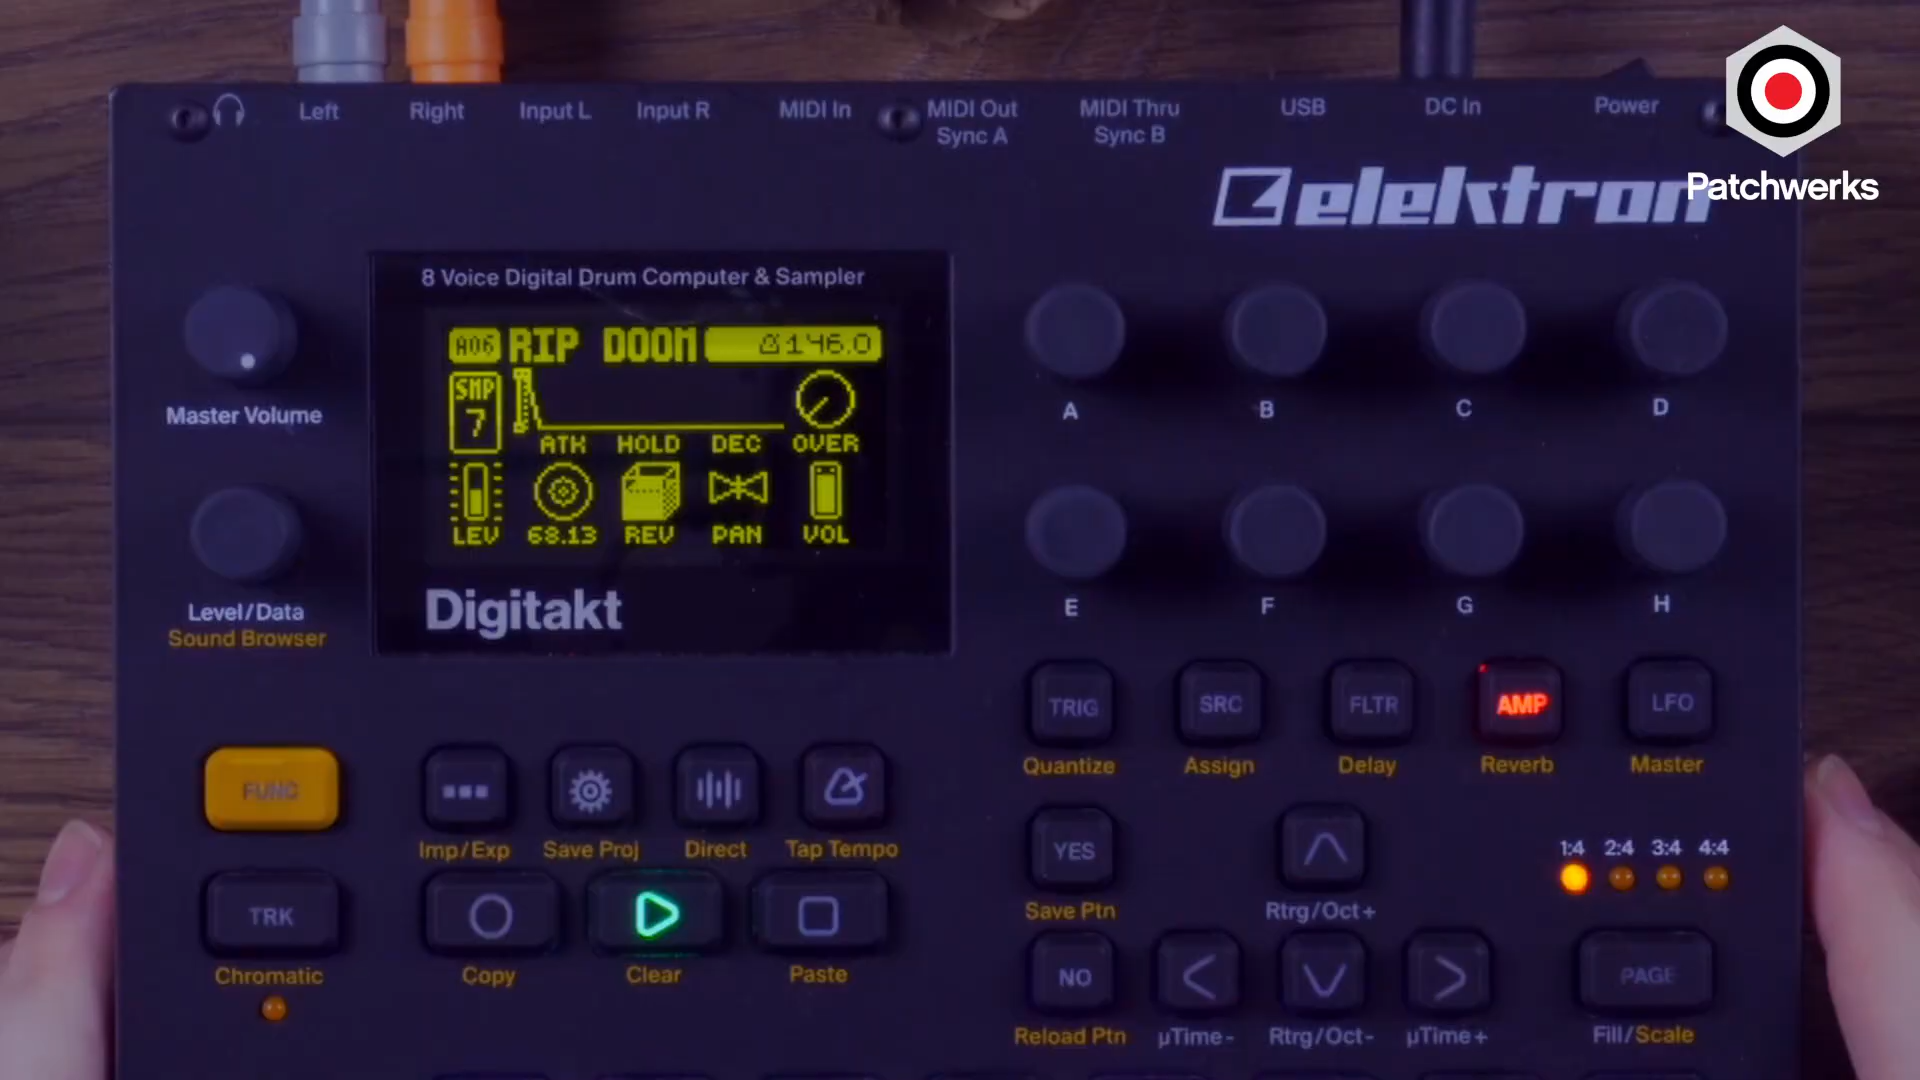 Left
Right
Input L
Input R
MIDI In
MIDI Out
Sync A
MIDI Thru
Sync B
USB
DC In
Power
elektron
Patchwerks
8 Voice Digital Drum Computer & Sampler
A06 RIP DOOM 146.0
SMP
7
ATK HOLD DEC OVER
LEV 68.13 REV PAN VOL
Digitakt
Master Volume
Level/Data
Sound Browser
A B C D
E F G H
TRIG SRC FLTR AMP LFO
Quantize Assign Delay Reverb Master
FUNC
Imp/Exp Save Proj Direct Tap Tempo
TRK
Chromatic
Copy Clear Paste
YES
Save Ptn
Rtrg/Oct+
1:4 2:4 3:4 4:4
NO
PAGE
Reload Ptn µTime- Rtrg/Oct- µTime+ Fill/Scale